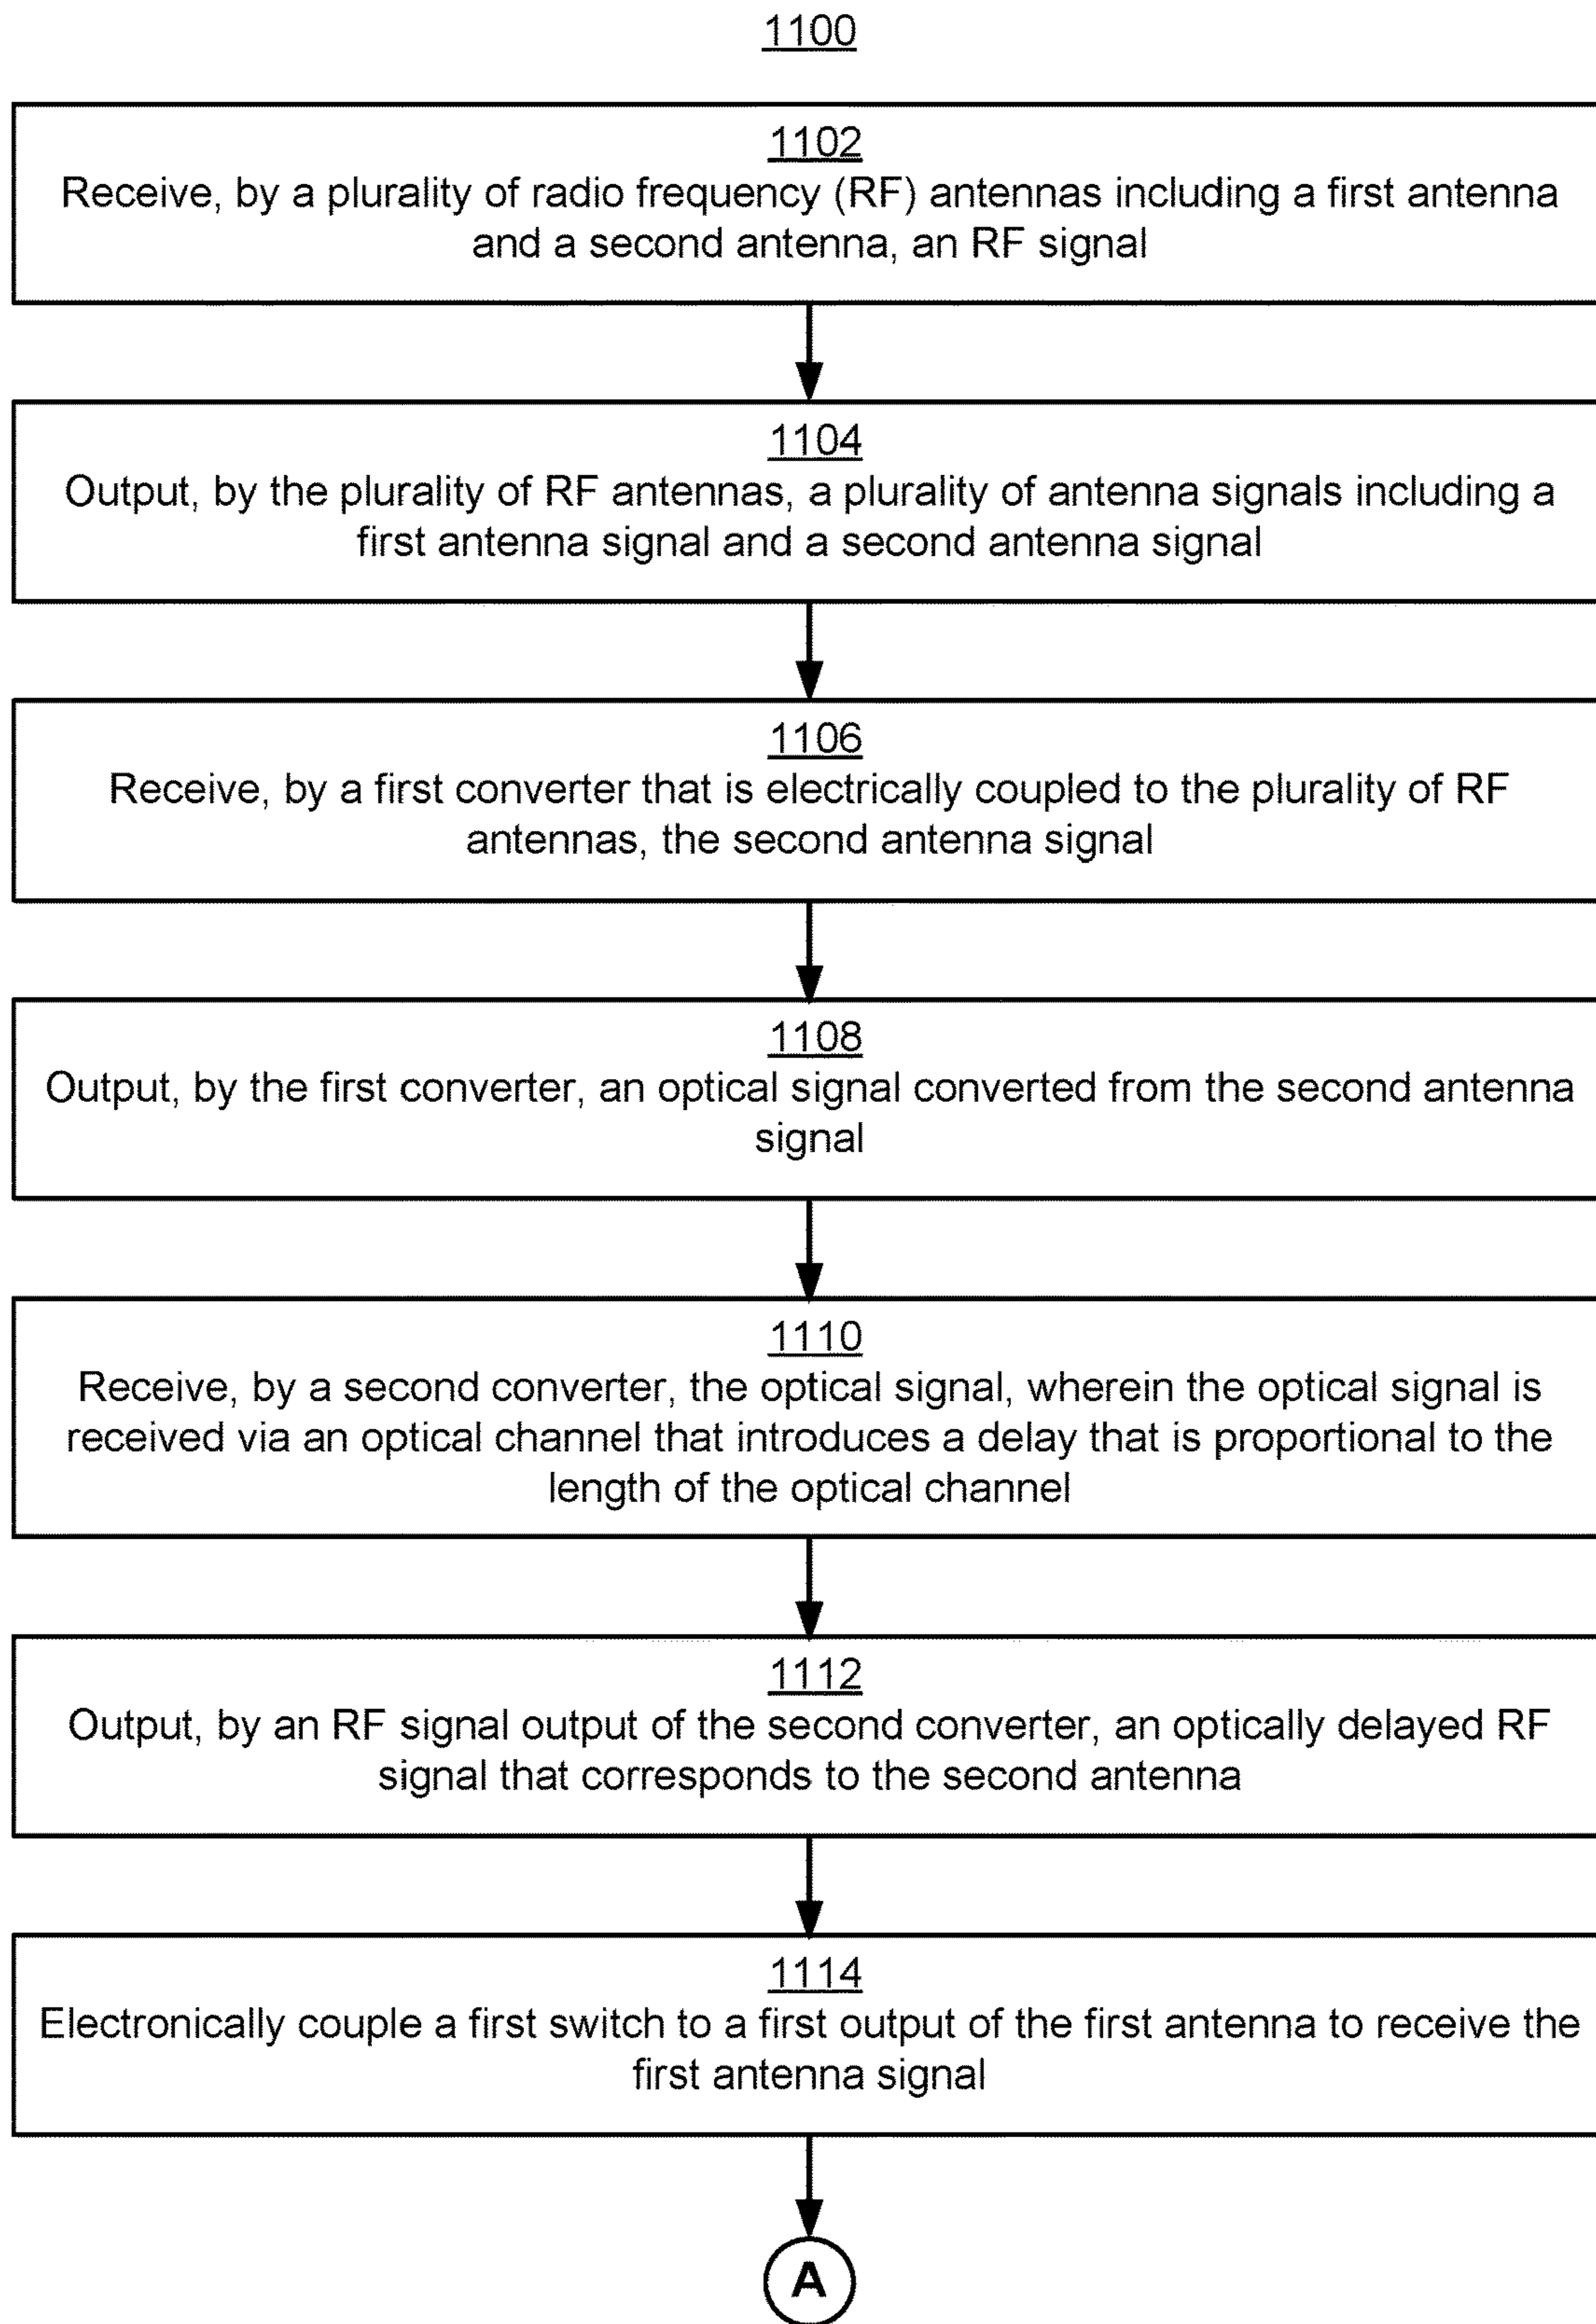 1100
1102
Receive, by a plurality of radio frequency (RF) antennas including a first antenna
and a second antenna, an RF signal
1104
Output, by the plurality of RF antennas, a plurality of antenna signals including a
first antenna signal and a second antenna signal
1106
Receive, by a first converter that is electrically coupled to the plurality of RF
antennas, the second antenna signal
1108
Output, by the first converter, an optical signal converted from the second antenna
signal
1110
Receive, by a second converter, the optical signal, wherein the optical signal is
received via an optical channel that introduces a delay that is proportional to the
length of the optical channel
1112
Output, by an RF signal output of the second converter, an optically delayed RF
signal that corresponds to the second antenna
1114
Electronically couple a first switch to a first output of the first antenna to receive the
first antenna signal
A